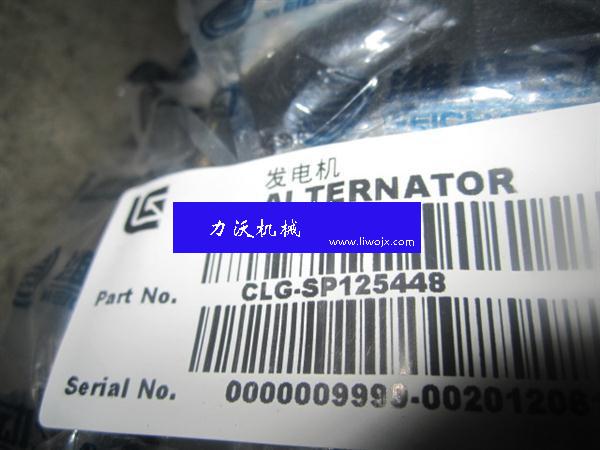 发电机
ALTERNATOR
力沃机械
www.liwojx.com
Part No.
CLG-SP125448
Serial No.